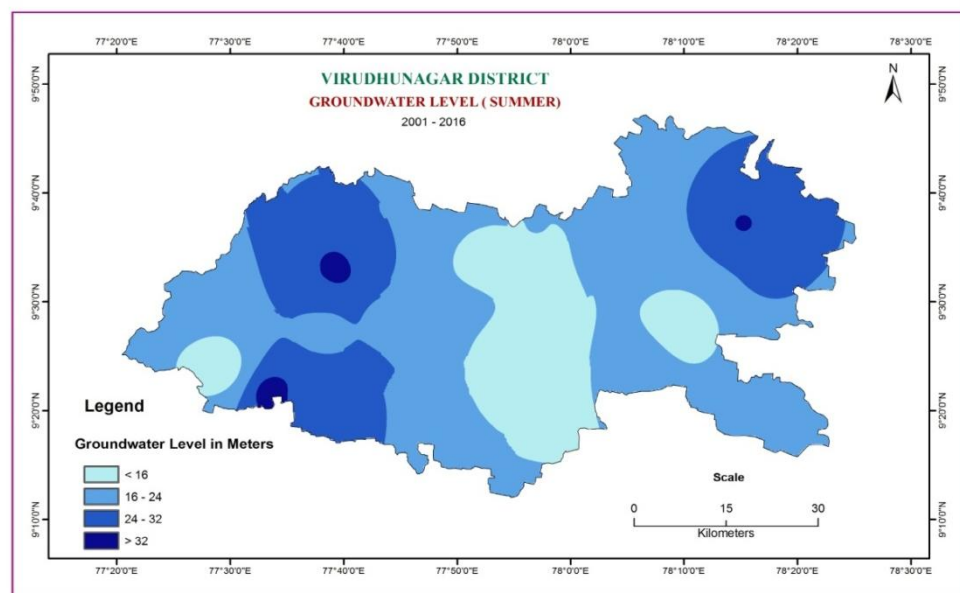 77°20'0"E 77°30'0"E 77°40'0"E 77°50'0"E 78°0'0"E 78°10'0"E 78°20'0"E 78°30'0"E
VIRUDHUNAGAR DISTRICT
GROUNDWATER LEVEL ( SUMMER)
2001 - 2016
N
9°50'0"N 9°50'0"N
9°40'0"N 9°40'0"N
9°30'0"N 9°30'0"N
9°20'0"N 9°20'0"N
9°10'0"N 9°10'0"N
Legend
Groundwater Level in Meters
< 16
16 - 24
24 - 32
> 32
Scale
0 15 30
Kilometers
77°20'0"E 77°30'0"E 77°40'0"E 77°50'0"E 78°0'0"E 78°10'0"E 78°20'0"E 78°30'0"E